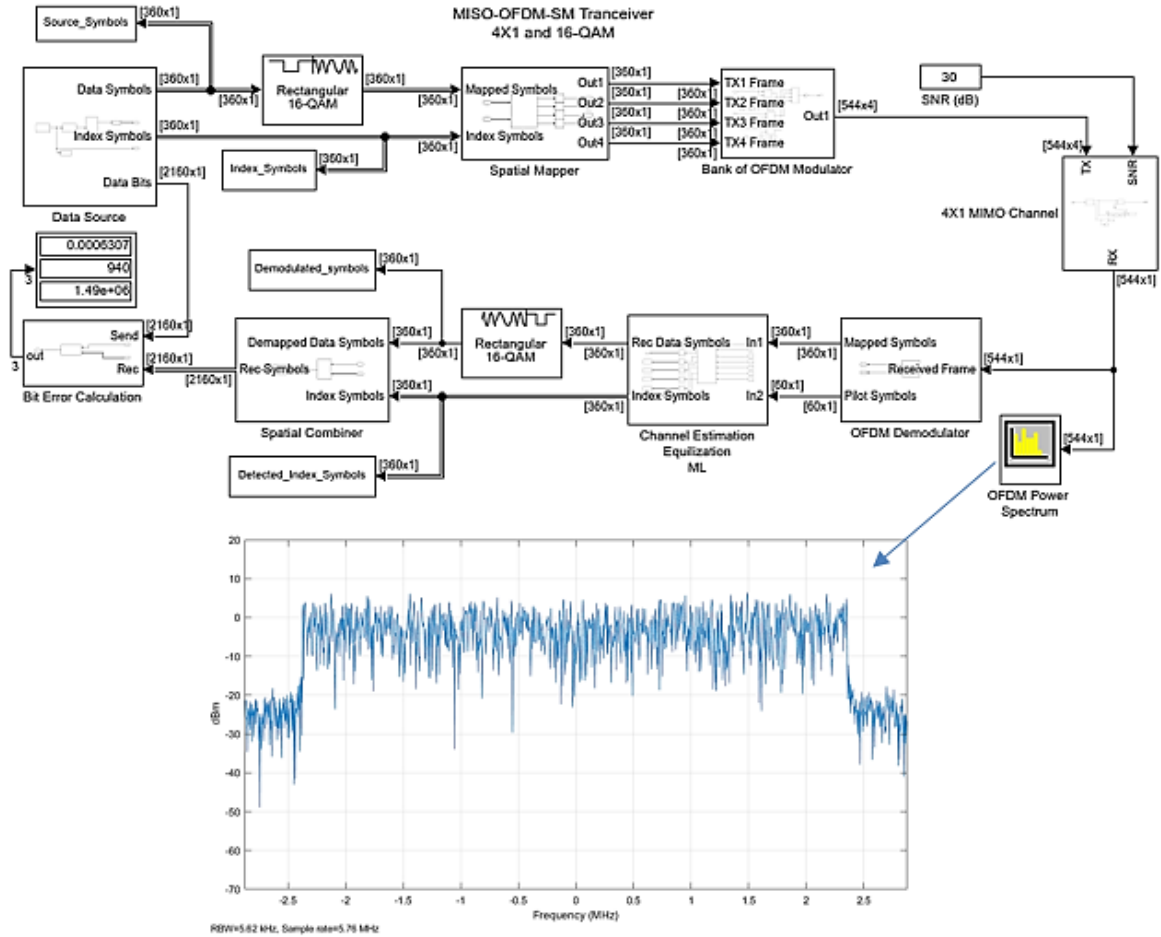 MISO-OFDM-SM Tranceiver
4X1 and 16-QAM
Source_Symbols
[360x1]
Data Symbols
[360x1]
[360x1]
Rectangular
16-QAM
[360x1]
[360x1]
Mapped Symbols
Index Symbols
[360x1]
[360x1]
Index_Symbols
[360x1]
Data Bits
[2160x1]
Data Source
Out1
Out2
Out3
Out4
[360x1]
[360x1]
[360x1]
[360x1]
[360x1]
[360x1]
[360x1]
[360x1]
Index Symbols
Spatial Mapper
TX1 Frame
TX2 Frame
TX3 Frame
TX4 Frame
Out1
[544x4]
Bank of OFDM Modulator
30
SNR (dB)
[544x4]
TX
SNR
4X1 MIMO Channel
RX
[544x1]
0.0006307
940
1.49e+06
3
[2160x1]
Send
out
3
Rec
[2160x1]
[2160x1]
Bit Error Calculation
Demodulated_symbols
[360x1]
Demapped Data Symbols
Rec-Symbols
Index Symbols
[360x1]
[360x1]
[360x1]
Spatial Combiner
Rectangular
16-QAM
[360x1]
[360x1]
Rec Data Symbols
In1
Index Symbols
In2
[360x1]
Channel Estimation
Equilization
ML
[360x1]
[360x1]
[60x1]
[60x1]
Mapped Symbols
Received Frame
Pilot Symbols
[544x1]
OFDM Demodulator
Detected_Index_Symbols
[360x1]
[544x1]
OFDM Power
Spectrum
20
10
0
-10
-20
-30
-40
-50
-60
-70
dBm
-2.5
-2
-1.5
-1
-0.5
0
0.5
1
1.5
2
2.5
Frequency (MHz)
RBW=5.62 kHz, Sample rate=5.76 MHz